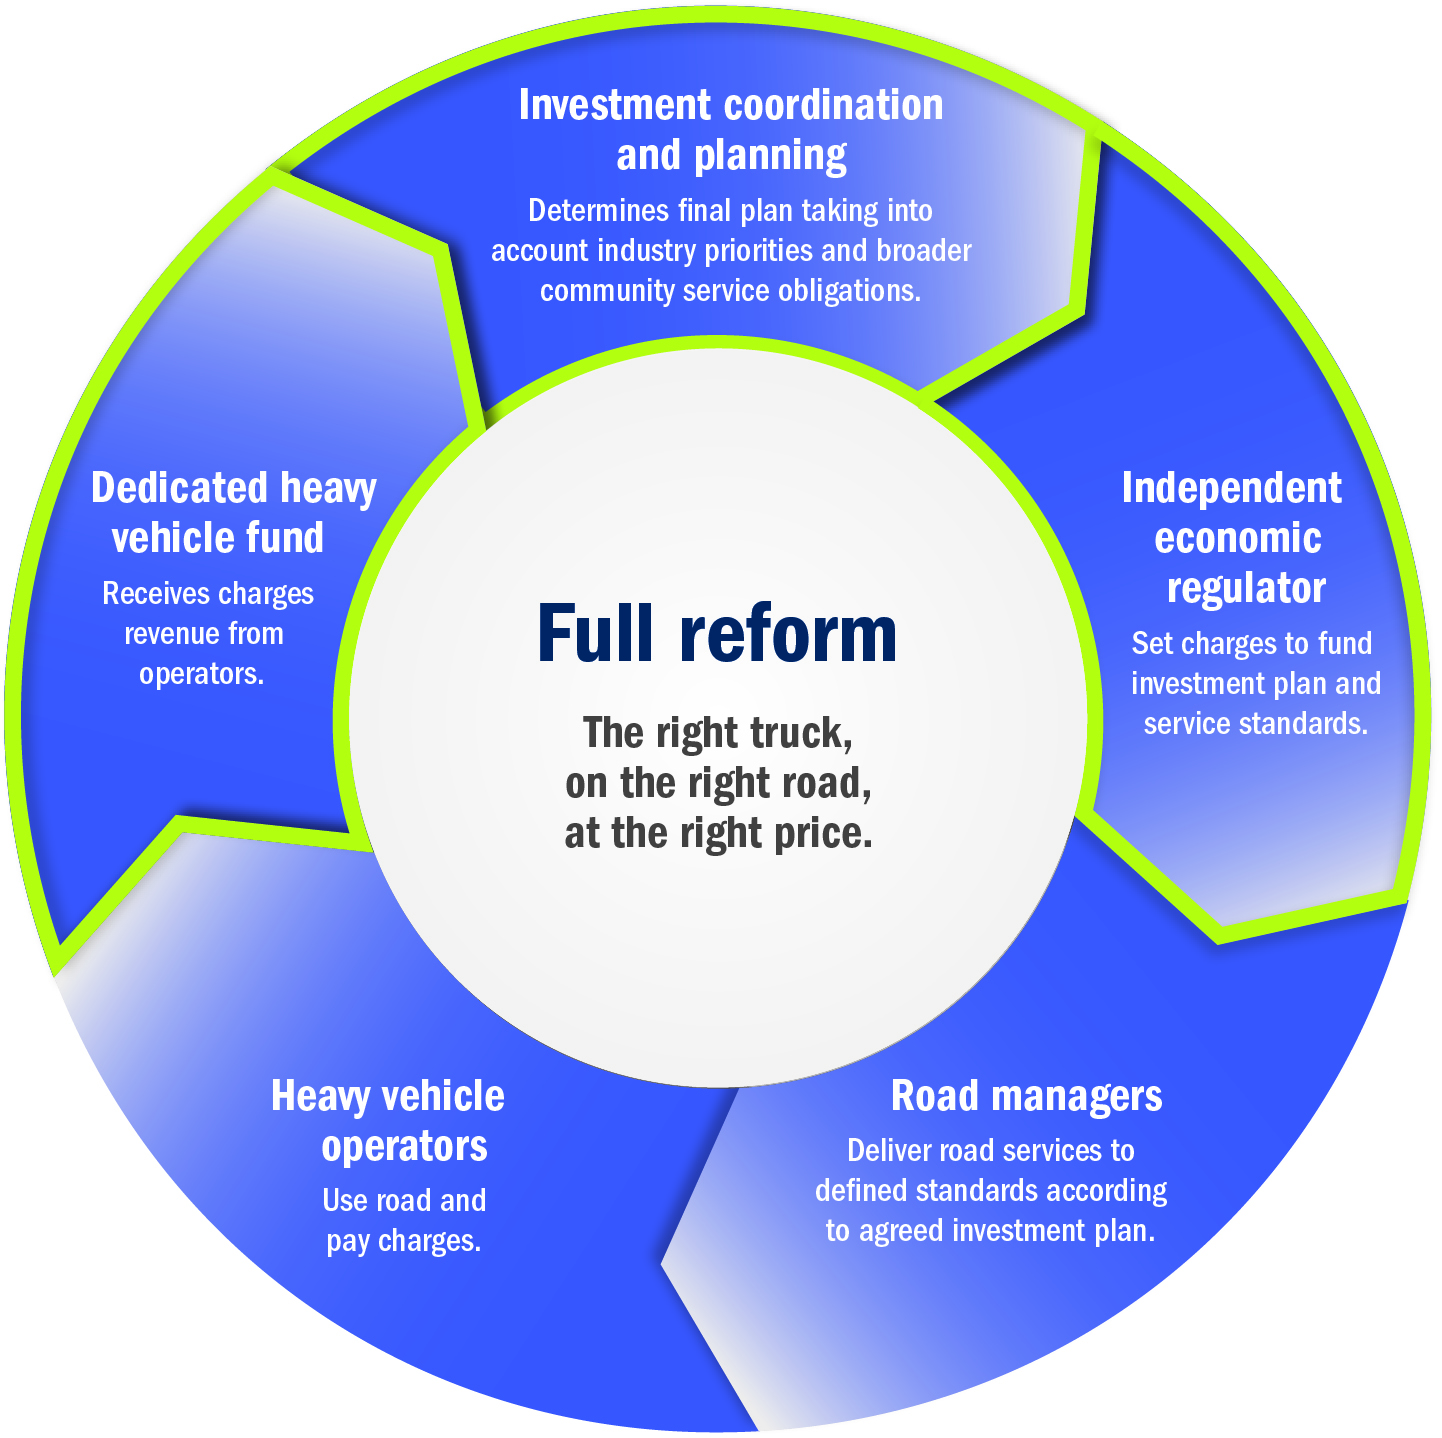 Investment coordination
and planning
Determines final plan taking into
account industry priorities and broader
community service obligations.
Independent
economic
regulator
Set charges to fund
investment plan and
service standards.
Road managers
Deliver road services to
defined standards according
to agreed investment plan.
Heavy vehicle
operators
Use road and
pay charges.
Dedicated heavy
vehicle fund
Receives charges
revenue from
operators.
Full reform
The right truck,
on the right road,
at the right price.